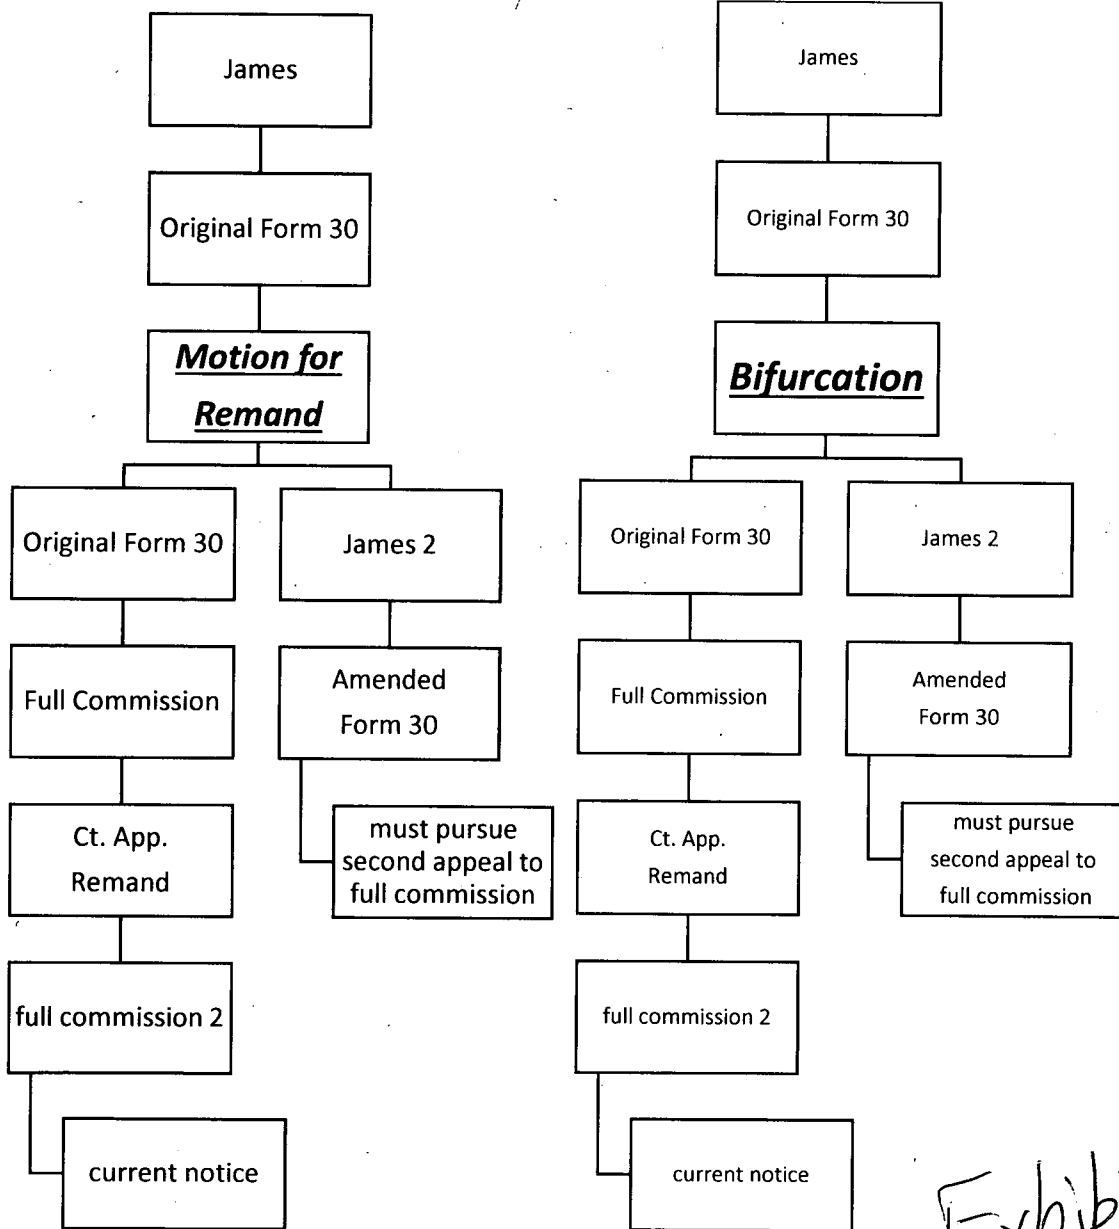 James
Original Form 30
Motion for
Remand
Original Form 30
James 2
Full Commission
Amended
Form 30
Ct. App.
Remand
must pursue
second appeal to
full commission
full commission 2
current notice
James
Original Form 30
Bifurcation
Original Form 30
James 2
Full Commission
Amended
Form 30
Ct. App.
Remand
must pursue
second appeal to
full commission
full commission 2
current notice